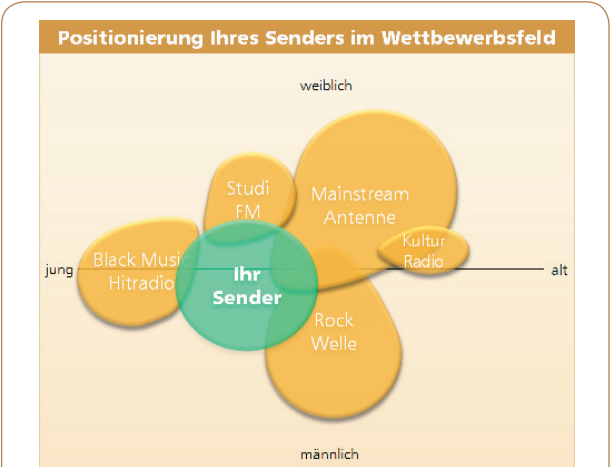 Positionierung Ihres Senders im Wettbewerbsfeld
weiblich
Studi
FM
Mainstream
Antenne
Kultur
Radio
Black Music
Hitradio
jung
alt
Ihr
Sender
Rock
Welle
männlich